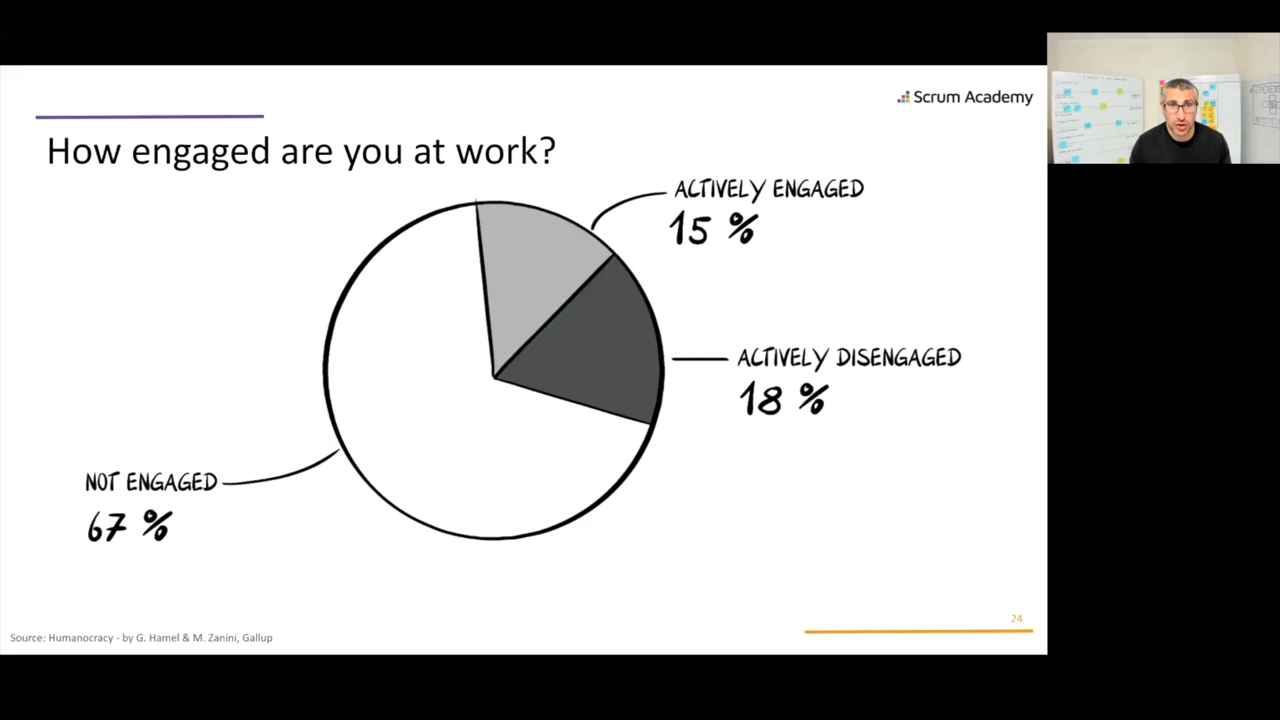 Scrum Academy
How engaged are you at work?
ACTIVELY ENGAGED
15 %
ACTIVELY DISENGAGED
18 %
NOT ENGAGED
67 %
24
Source: Humanocracy - by G. Hamel & M. Zanini, Gallup